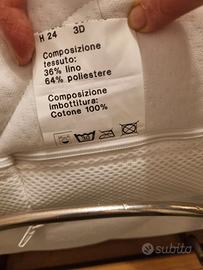 H 24 3D
Composizione
tessuto:
36% lino
64% poliestere
Composizione
imbottitura:
Cotone 100%
subito